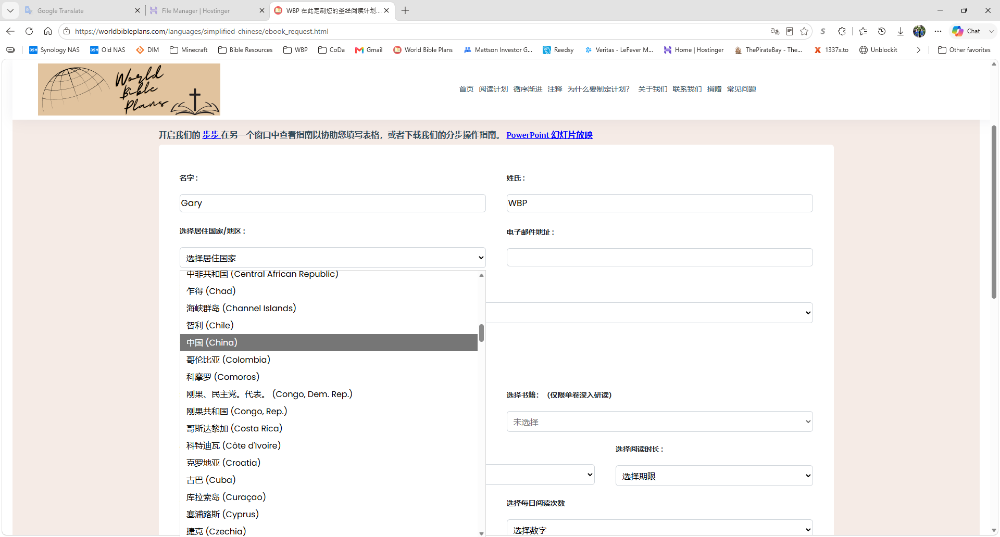 Google Translate
File Manager | Hostinger
WBP 在此定制您的圣经阅读计划...
https://worldbibleplans.com/languages/simplified-chinese/ebook_request.html
Chat
Synology NAS
Old NAS
DIM
Minecraft
Bible Resources
WBP
CoDa
Gmail
World Bible Plans
Mattson Investor G...
Reedsy
Veritas - LeFever M...
Home | Hostinger
ThePirateBay - The...
1337x.to
Unblockit
Other favorites
World
Bible
Plans
首页 阅读计划 循序渐进 注释 为什么要制定计划？ 关于我们 联系我们 捐赠 常见问题
开启我们的 步步 在另一个窗口中查看指南以协助您填写表格，或者下载我们的分步操作指南。 PowerPoint 幻灯片放映
名字：
姓氏：
Gary
WBP
选择居住国家/地区：
电子邮件地址：
选择居住国家
中非共和国 (Central African Republic)
乍得 (Chad)
海峡群岛 (Channel Islands)
智利 (Chile)
中国 (China)
哥伦比亚 (Colombia)
科摩罗 (Comoros)
刚果、民主党。代表。 (Congo, Dem. Rep.)
刚果共和国 (Congo, Rep.)
哥斯达黎加 (Costa Rica)
科特迪瓦 (Côte d'Ivoire)
克罗地亚 (Croatia)
古巴 (Cuba)
库拉索岛 (Curaçao)
塞浦路斯 (Cyprus)
捷克 (Czechia)
选择书籍：（仅限单卷深入研读）
未选择
选择阅读时长：
选择期限
选择每日阅读次数
选择数字